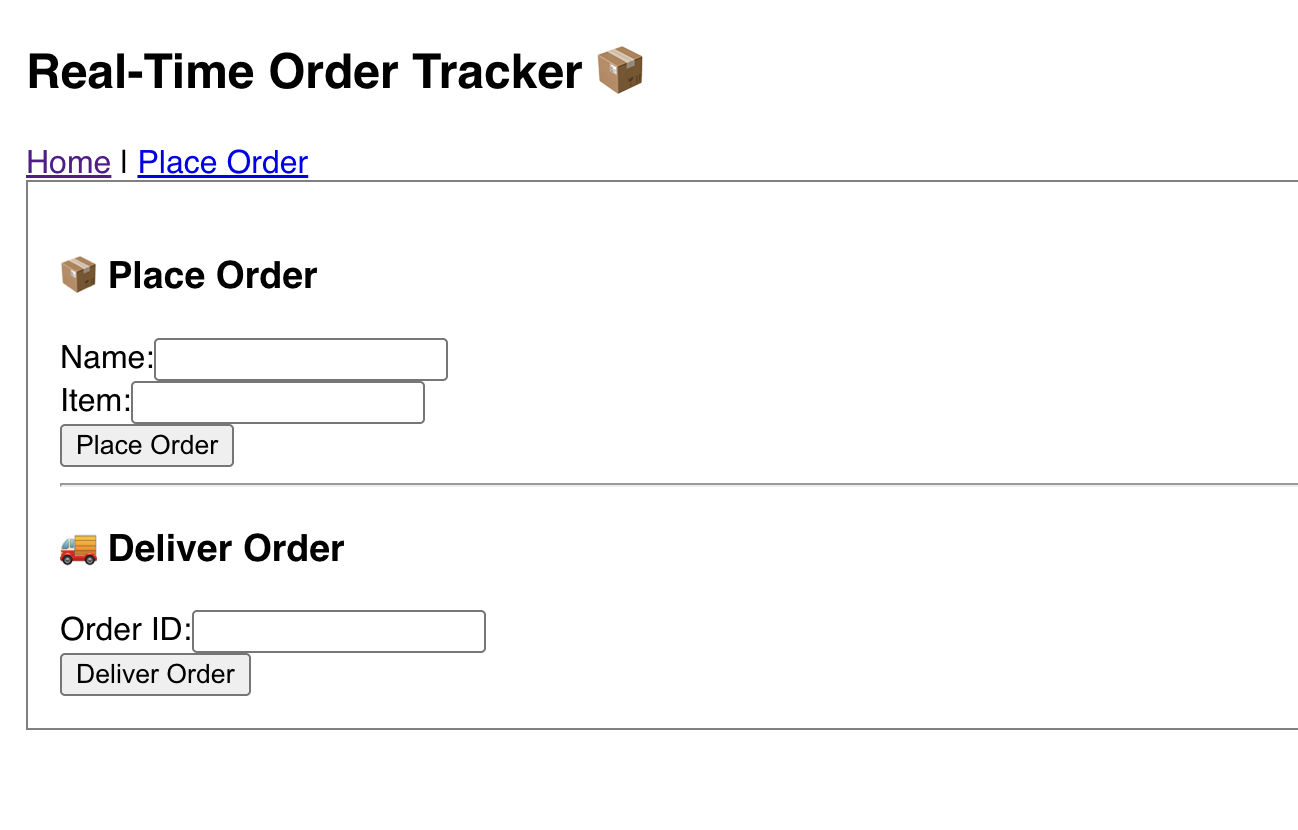 Real-Time Order Tracker 📦
Home | Place Order
📦 Place Order
Name:
Item:
Place Order
🚚 Deliver Order
Order ID:
Deliver Order